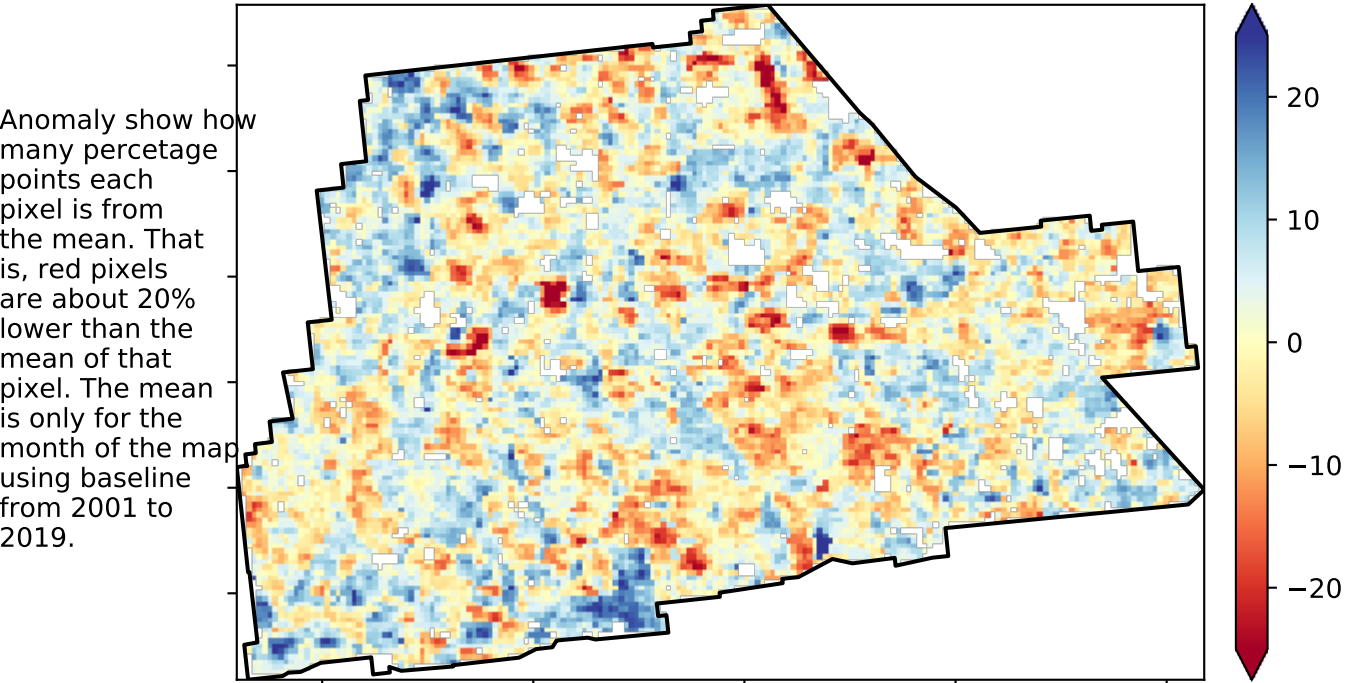 Anomaly show how
many percetage
points each
pixel is from
the mean. That
is, red pixels
are about 20%
lower than the
mean of that
pixel. The mean
is only for the
month of the map
using baseline
from 2001 to
2019.
20
10
0
−10
−20